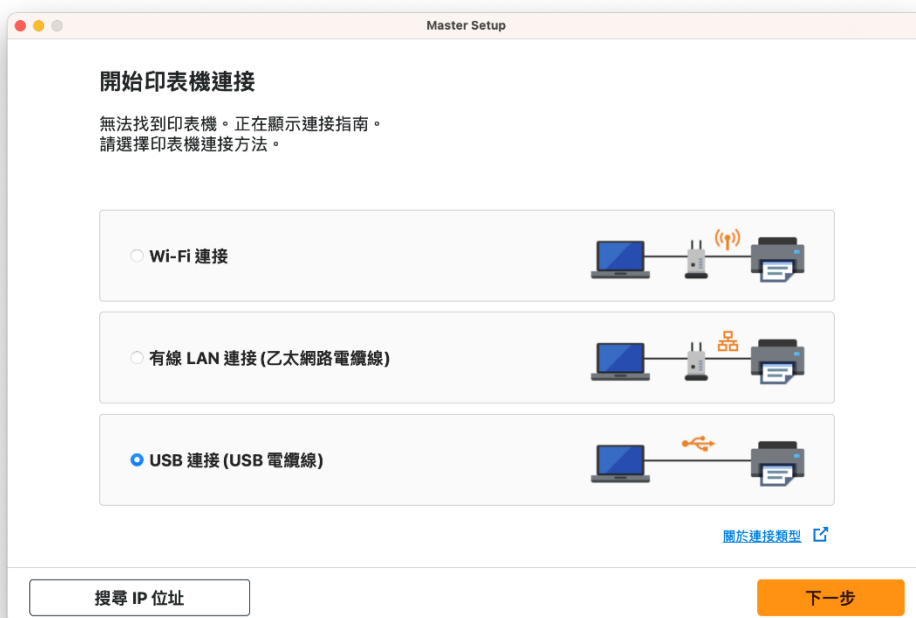 Master Setup
開始印表機連接
無法找到印表機。正在顯示連接指南。
請選擇印表機連接方法。
Wi-Fi 連接
有線 LAN 連接 (乙太網路電纜線)
USB 連接 (USB 電纜線)
關於連接類型
搜尋 IP 位址
下一步